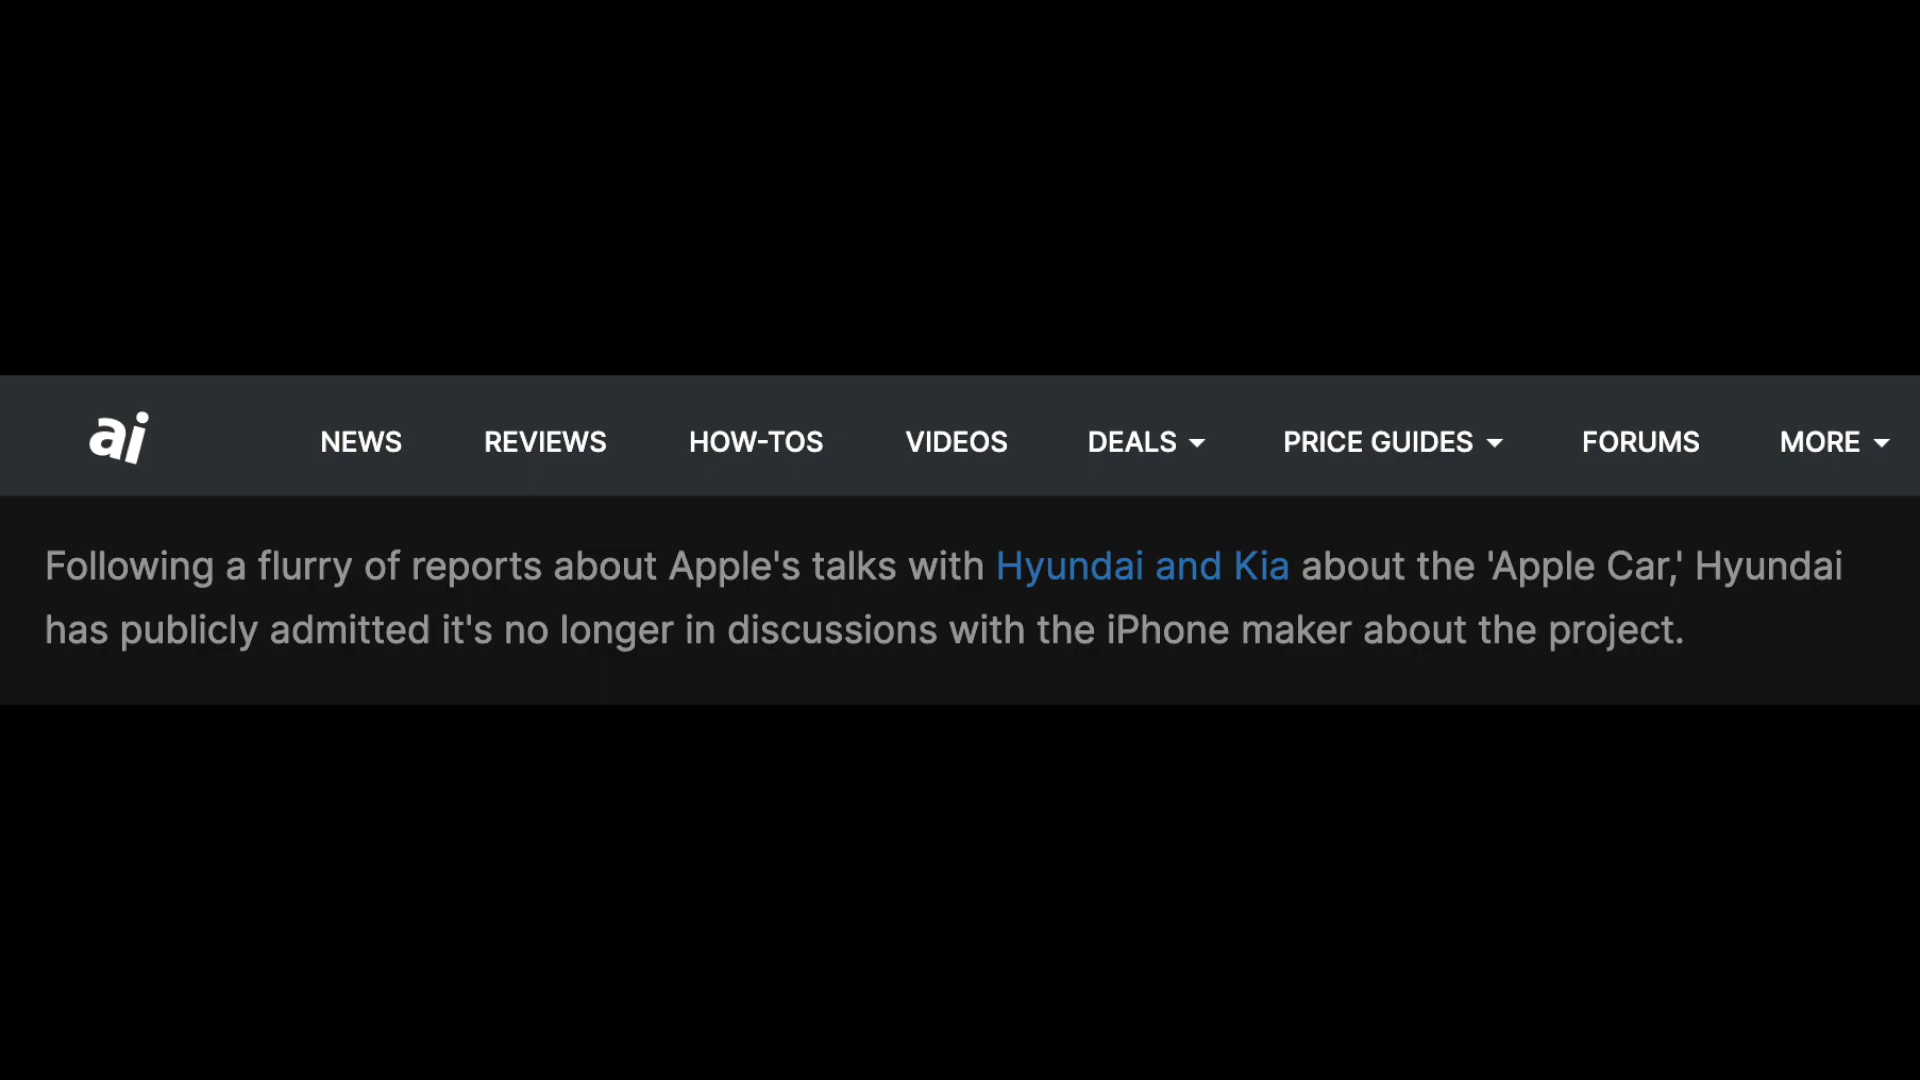 ai NEWS REVIEWS HOW-TOS VIDEOS DEALS PRICE GUIDES FORUMS MORE
Following a flurry of reports about Apple's talks with Hyundai and Kia about the 'Apple Car,' Hyundai
has publicly admitted it's no longer in discussions with the iPhone maker about the project.